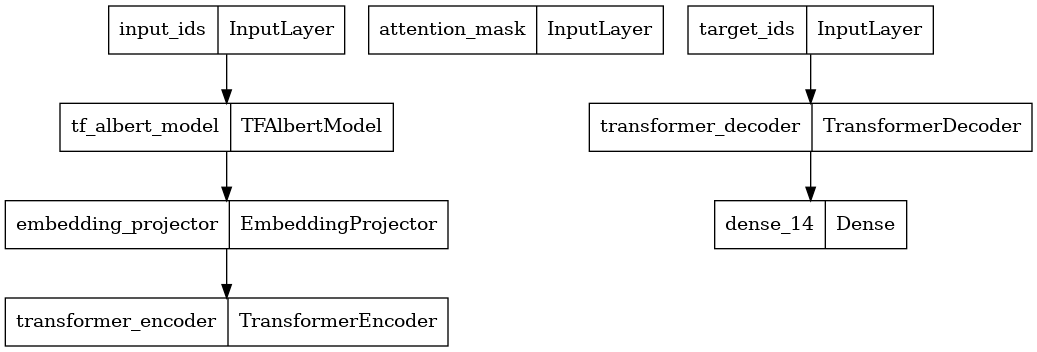 input_ids InputLayer attention_mask InputLayer target_ids InputLayer
tf_albert_model TFAlbertModel transformer_decoder TransformerDecoder
embedding_projector EmbeddingProjector dense_14 Dense
transformer_encoder TransformerEncoder